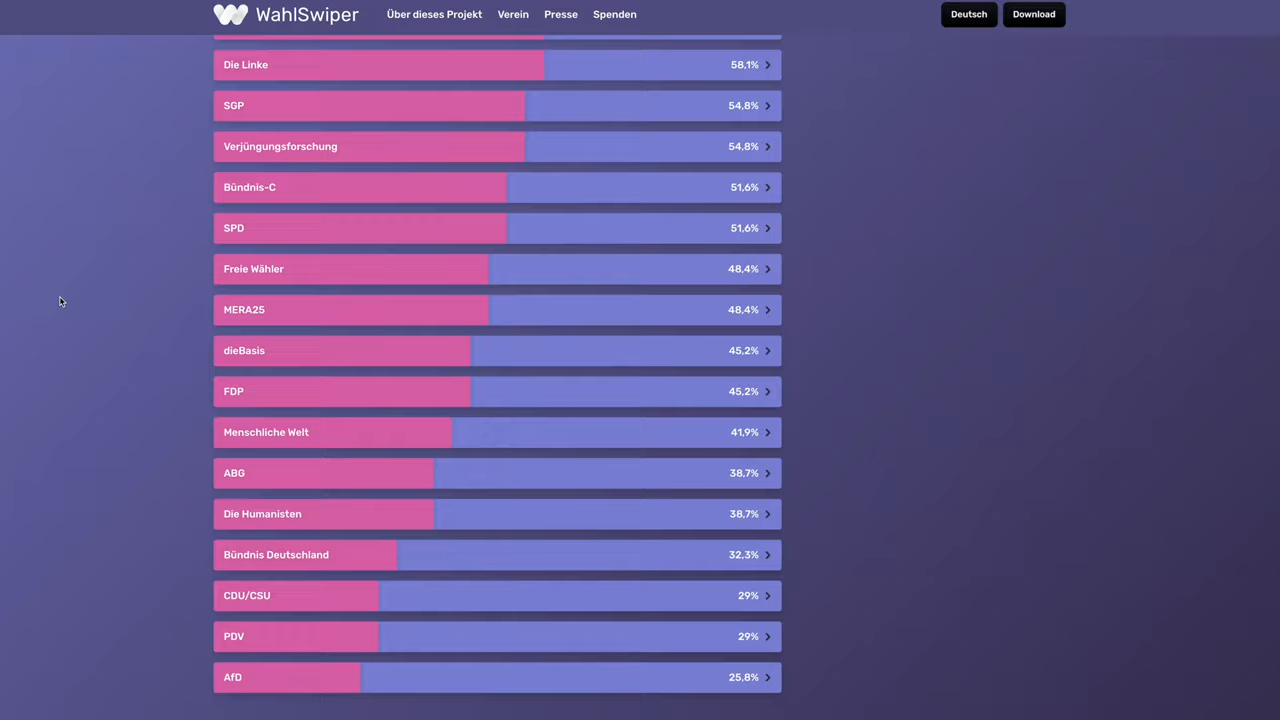 WahlSwiper Über dieses Projekt Verein Presse Spenden Deutsch Download
Die Linke 58,1%
SGP 54,8%
Verjüngungsforschung 54,8%
Bündnis-C 51,6%
SPD 51,6%
Freie Wähler 48,4%
MERA25 48,4%
dieBasis 45,2%
FDP 45,2%
Menschliche Welt 41,9%
ABG 38,7%
Die Humanisten 38,7%
Bündnis Deutschland 32,3%
CDU/CSU 29%
PDV 29%
AfD 25,8%